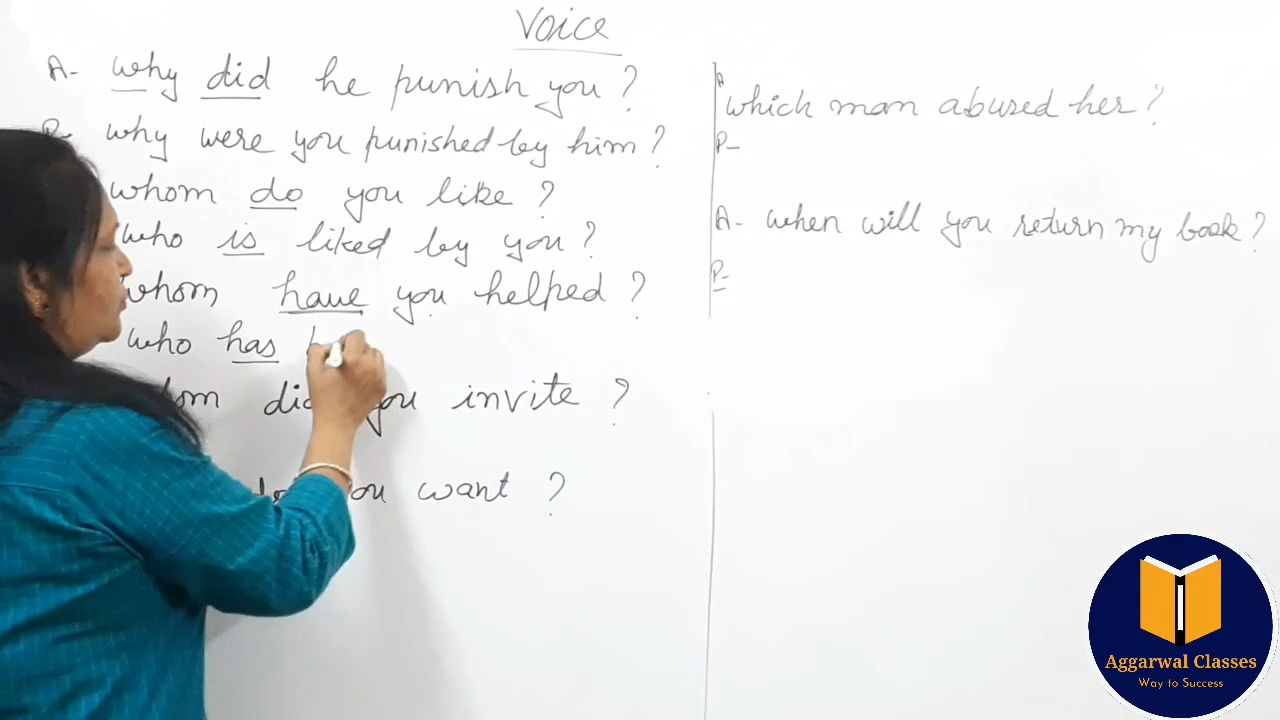 Voice
A- why did he punish you ?
P- why were you punished by him ?
whom do you like ?
who is liked by you ?
whom have you helped ?
who has
did you invite ?
you want ?
A which man abused her ?
P-
A- when will you return my book ?
P-
Aggarwal Classes
Way to Success